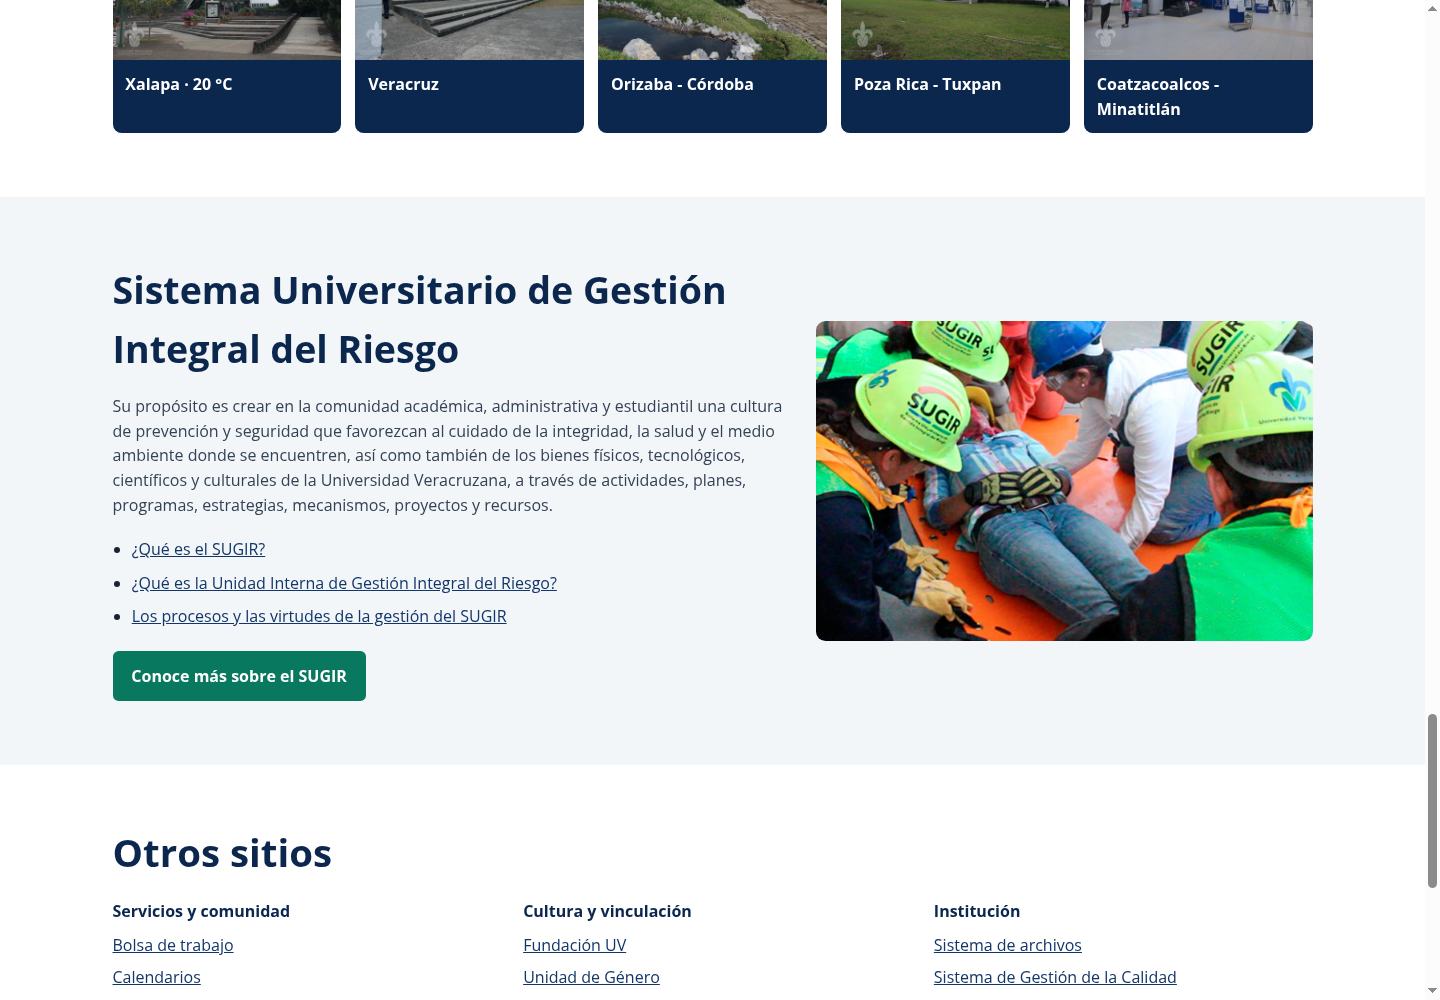 Xalapa · 20 °C
Veracruz
Orizaba - Córdoba
Poza Rica - Tuxpan
Coatzacoalcos -
Minatitlán
Sistema Universitario de Gestión
Integral del Riesgo
Su propósito es crear en la comunidad académica, administrativa y estudiantil una cultura
de prevención y seguridad que favorezcan al cuidado de la integridad, la salud y el medio
ambiente donde se encuentren, así como también de los bienes físicos, tecnológicos,
científicos y culturales de la Universidad Veracruzana, a través de actividades, planes,
programas, estrategias, mecanismos, proyectos y recursos.
¿Qué es el SUGIR?
¿Qué es la Unidad Interna de Gestión Integral del Riesgo?
Los procesos y las virtudes de la gestión del SUGIR
Conoce más sobre el SUGIR
SUGIR
SUGIR
SUGIR
Otros sitios
Servicios y comunidad
Bolsa de trabajo
Calendarios
Cultura y vinculación
Fundación UV
Unidad de Género
Institución
Sistema de archivos
Sistema de Gestión de la Calidad